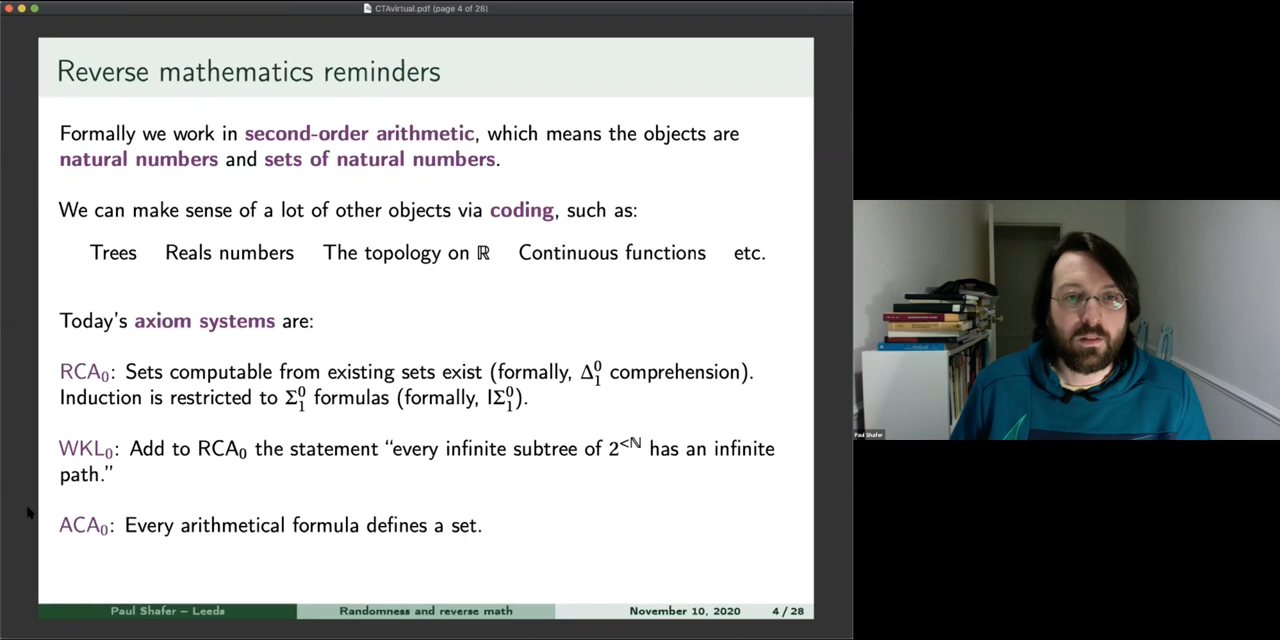 CTAvirtual.pdf (page 4 of 28)
Reverse mathematics reminders
Formally we work in second-order arithmetic, which means the objects are
natural numbers and sets of natural numbers.
We can make sense of a lot of other objects via coding, such as:
Trees Reals numbers The topology on ℝ Continuous functions etc.
Today's axiom systems are:
RCA₀: Sets computable from existing sets exist (formally, Δ⁰₁ comprehension).
Induction is restricted to Σ⁰₁ formulas (formally, IΣ⁰₁).
WKL₀: Add to RCA₀ the statement “every infinite subtree of 2^{<ℕ} has an infinite
path.”
ACA₀: Every arithmetical formula defines a set.
Paul Shafer – Leeds Randomness and reverse math November 10, 2020 4 / 28
Paul Shafer